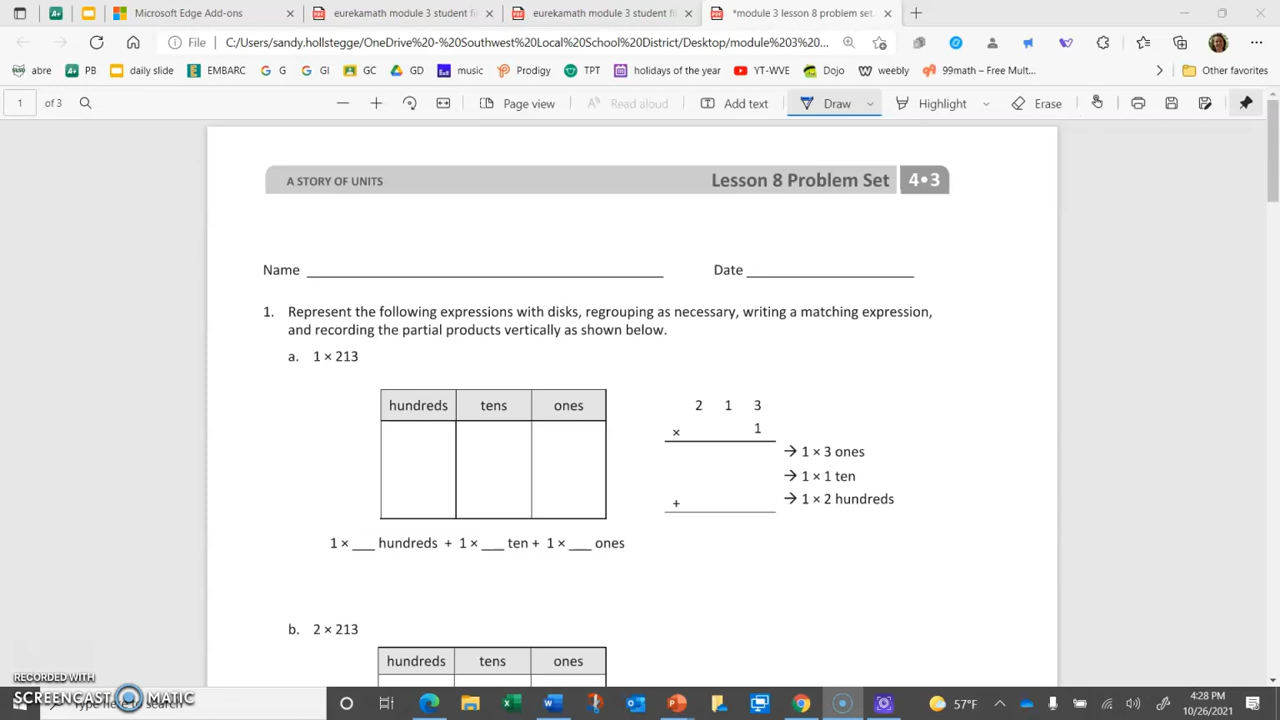 Microsoft Edge Add-ons
eurekamath module 3 student fi
eurekamath module 3 student fi
*module 3 lesson 8 problem set.
File
C:/Users/sandy.hollstegge/OneDrive%20-%20Southwest%20Local%20School%20District/Desktop/module%203%20...
abre
PB
daily slide
EMBARC
G
GI
GC
GD
music
Prodigy
TPT
holidays of the year
YT-WVE
Dojo
weebly
99math – Free Mult...
Other favorites
1 of 3
Page view
Read aloud
Add text
Draw
Highlight
Erase
A STORY OF UNITS
Lesson 8 Problem Set 4•3
Name ____ Date ____
1. Represent the following expressions with disks, regrouping as necessary, writing a matching expression,
and recording the partial products vertically as shown below.
a. 1 × 213
hundreds tens ones
2 1 3
× 1
→ 1 × 3 ones
→ 1 × 1 ten
+ → 1 × 2 hundreds
1 × ___ hundreds + 1 × ___ ten + 1 × ___ ones
b. 2 × 213
hundreds tens ones
RECORDED WITH
SCREENCAST MATIC
Type here to search
57°F
4:28 PM
10/26/2021